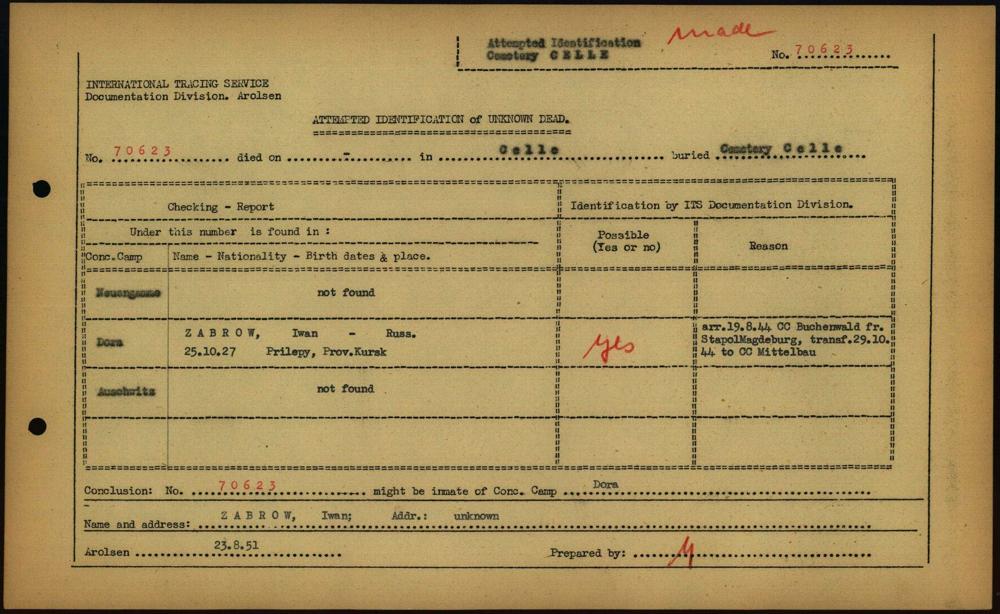 Attempted Identification
Cemetery CELLE
made
No. 70623
INTERNATIONAL TRACING SERVICE
Documentation Division. Arolsen
ATTEMPTED IDENTIFICATION of UNKNOWN DEAD.
No. 70623 died on - in Celle buried Cemetery Celle
Checking - Report
Identification by ITS Documentation Division.
Under this number is found in :
Possible
(Yes or no)
Reason
Conc.Camp
Name - Nationality - Birth dates & place.
Neuengamme
not found
Dora
ZABROW, Iwan - Russ.
25.10.27 Prilepy, Prov.Kursk
yes
arr.19.8.44 CC Buchenwald fr.
StapolMagdeburg, transf.29.10.
44 to CC Mittelbau
Auschwitz
not found
Conclusion: No. 70623 might be inmate of Conc. Camp Dora
Name and address: ZABROW, Iwan; Addr.: unknown
Arolsen 23.8.51
Prepared by: